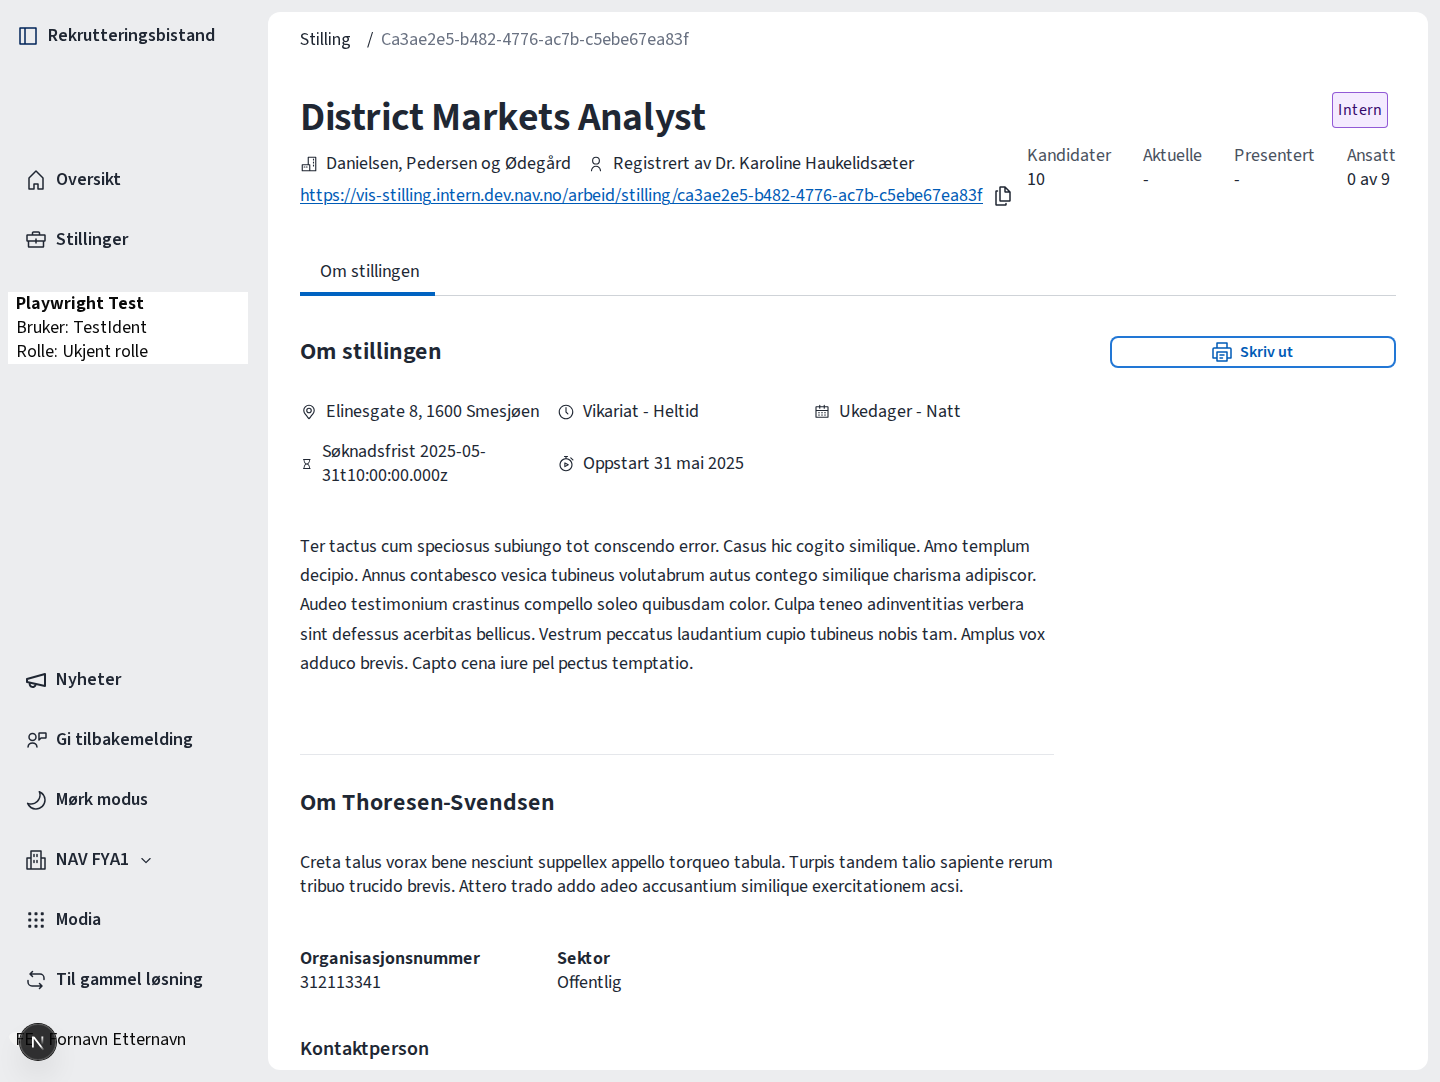 Rekrutteringsbistand
Oversikt
Stillinger
Playwright Test
Bruker: TestIdent
Rolle: Ukjent rolle
Nyheter
Gi tilbakemelding
Mørk modus
NAV FYA1
Modia
Til gammel løsning
Fornavn Etternavn
Stilling / Ca3ae2e5-b482-4776-ac7b-c5ebe67ea83f
District Markets Analyst
Intern
Danielsen, Pedersen og Ødegård Registrert av Dr. Karoline Haukelidsæter
https://vis-stilling.intern.dev.nav.no/arbeid/stilling/ca3ae2e5-b482-4776-ac7b-c5ebe67ea83f
Kandidater Aktuelle Presentert Ansatt
10 - - 0 av 9
Om stillingen
Om stillingen
Skriv ut
Elinesgate 8, 1600 Smesjøen Vikariat - Heltid Ukedager - Natt
Søknadsfrist 2025-05-
31t10:00:00.000z
Oppstart 31 mai 2025
Ter tactus cum speciosus subiungo tot conscendo error. Casus hic cogito similique. Amo templum
decipio. Annus contabesco vesica tubineus volutabrum autus contego similique charisma adipiscor.
Audeo testimonium crastinus compello soleo quibusdam color. Culpa teneo adinventitias verbera
sint defessus acerbitas bellicus. Vestrum peccatus laudantium cupio tubineus nobis tam. Amplus vox
adduco brevis. Capto cena iure pel pectus temptatio.
Om Thoresen-Svendsen
Creta talus vorax bene nesciunt suppellex appello torqueo tabula. Turpis tandem talio sapiente rerum
tribuo trucido brevis. Attero trado addo adeo accusantium similique exercitationem acsi.
Organisasjonsnummer Sektor
312113341 Offentlig
Kontaktperson